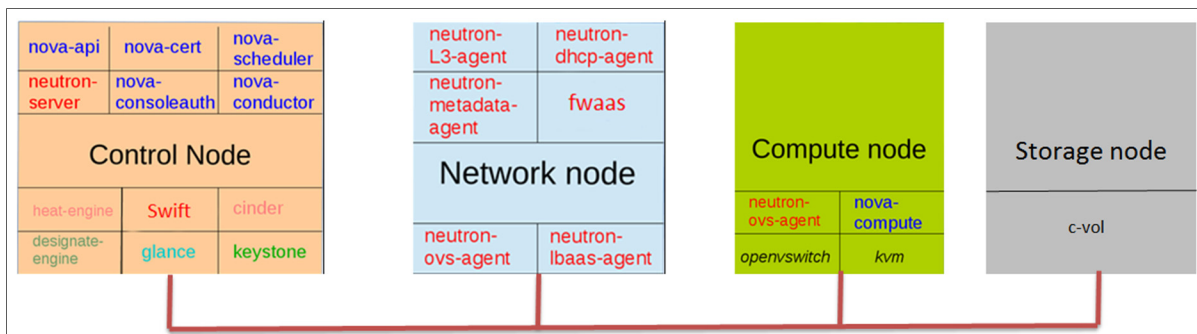 nova-api
nova-cert
nova-
scheduler
neutron-
server
nova-
consoleauth
nova-
conductor
Control Node
heat-engine
Swift
cinder
designate-
engine
glance
keystone
neutron-
L3-agent
neutron-
dhcp-agent
neutron-
metadata-
agent
fwaas
Network node
neutron-
ovs-agent
neutron-
lbaas-agent
Compute node
neutron-
ovs-agent
nova-
compute
openvswitch
kvm
Storage node
c-vol